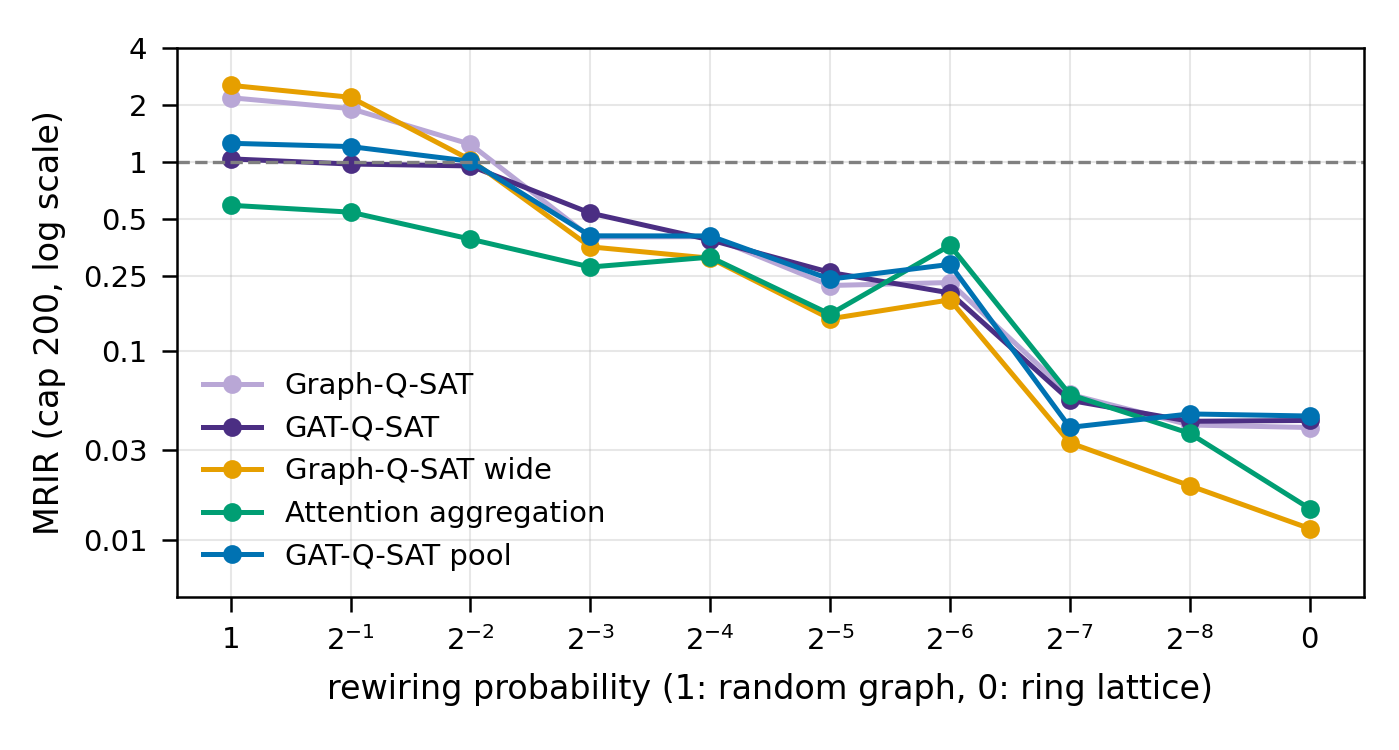 4
2
1
0.5
0.25
0.1
0.03
0.01
MRIR (cap 200, log scale)
Graph-Q-SAT
GAT-Q-SAT
Graph-Q-SAT wide
Attention aggregation
GAT-Q-SAT pool
1 2⁻¹ 2⁻² 2⁻³ 2⁻⁴ 2⁻⁵ 2⁻⁶ 2⁻⁷ 2⁻⁸ 0
rewiring probability (1: random graph, 0: ring lattice)